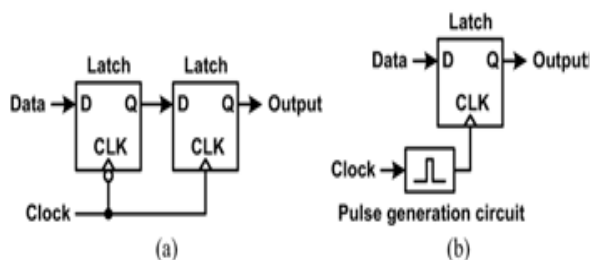 Latch Latch
Data D Q D Q Output
CLK CLK
Clock
(a)
Latch
Data D Q Output
CLK
Clock
Pulse generation circuit
(b)